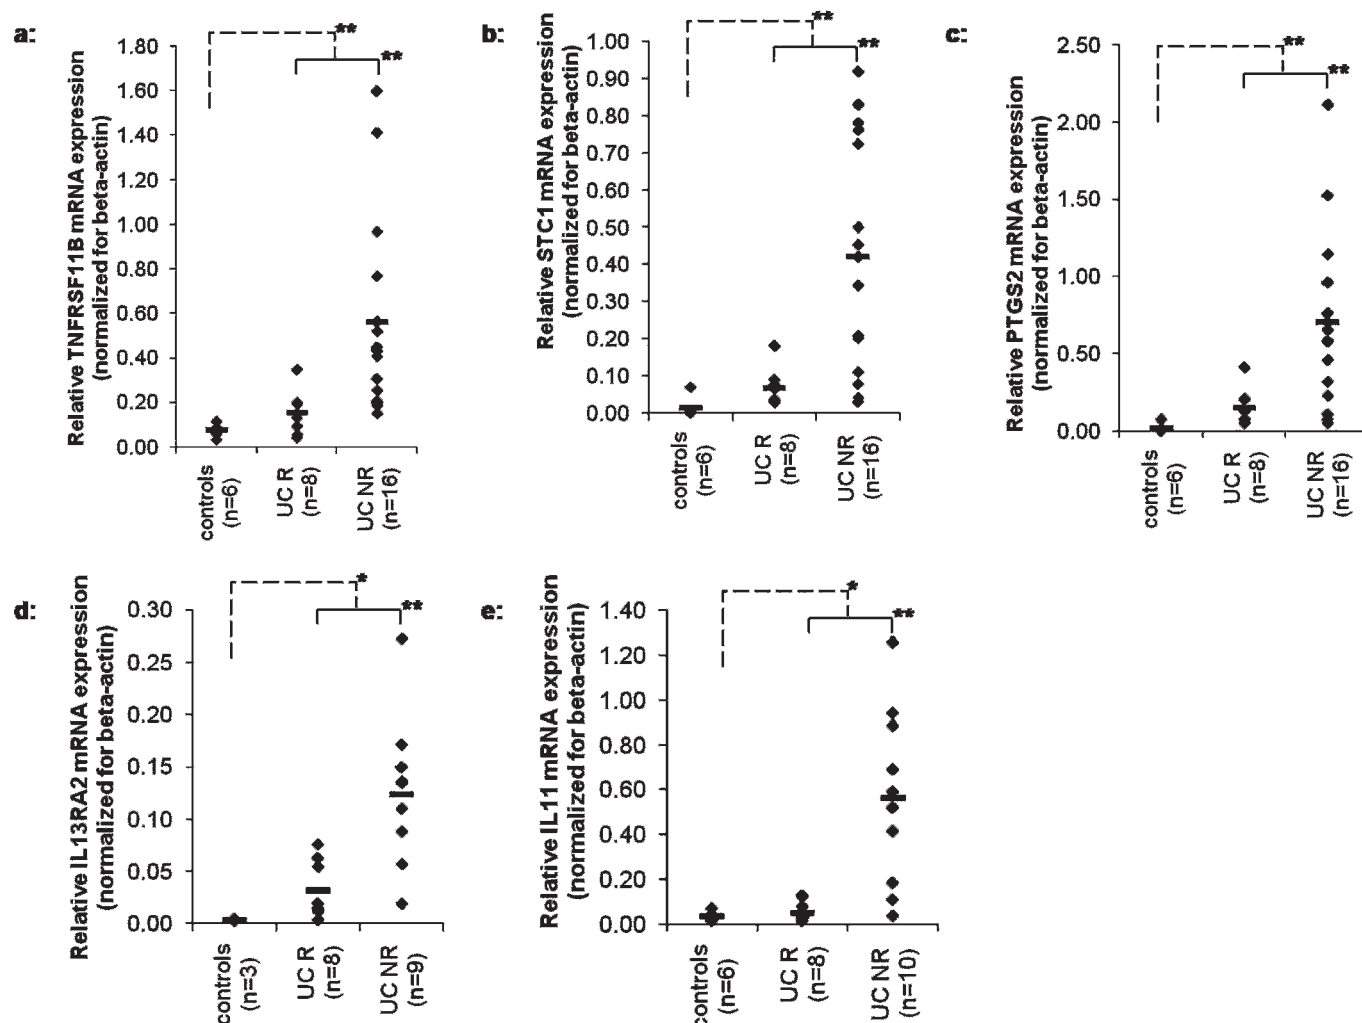 a:
Relative TNFRSF11B mRNA expression
(normalized for beta-actin)
1.80
1.60
1.40
1.20
1.00
0.80
0.60
0.40
0.20
0.00
**
**
controls
(n=6)
UC R
(n=8)
UC NR
(n=16)
b:
Relative STC1 mRNA expression
(normalized for beta-actin)
1.00
0.90
0.80
0.70
0.60
0.50
0.40
0.30
0.20
0.10
0.00
**
**
controls
(n=6)
UC R
(n=8)
UC NR
(n=16)
c:
Relative PTGS2 mRNA expression
(normalized for beta-actin)
2.50
2.00
1.50
1.00
0.50
0.00
**
**
controls
(n=6)
UC R
(n=8)
UC NR
(n=16)
d:
Relative IL13RA2 mRNA expression
(normalized for beta-actin)
0.30
0.25
0.20
0.15
0.10
0.05
0.00
*
**
controls
(n=3)
UC R
(n=8)
UC NR
(n=9)
e:
Relative IL11 mRNA expression
(normalized for beta-actin)
1.40
1.20
1.00
0.80
0.60
0.40
0.20
0.00
*
**
controls
(n=6)
UC R
(n=8)
UC NR
(n=10)